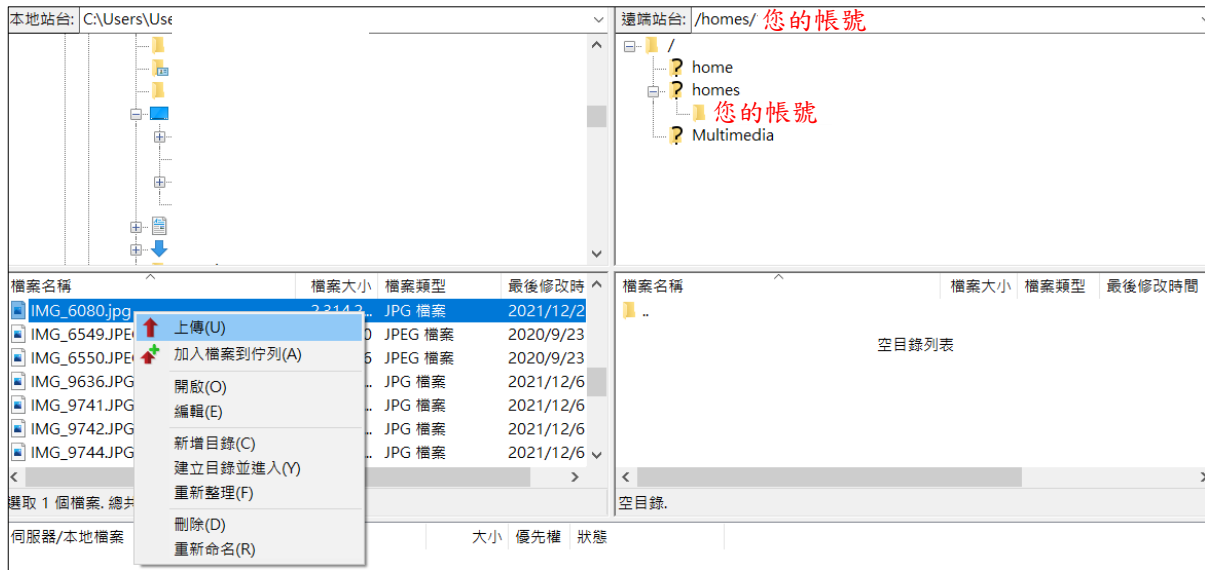 本地站台: C:\Users\Use
遠端站台: /homes/ 您的帳號
/
home
homes
您的帳號
Multimedia
檔案名稱 檔案大小 檔案類型 最後修改時
IMG_6080.jpg 2,314,2... JPG 檔案 2021/12/2
IMG_6549.JPE 0 JPEG 檔案 2020/9/23
IMG_6550.JPE 6 JPEG 檔案 2020/9/23
IMG_9636.JPG .. JPG 檔案 2021/12/6
IMG_9741.JPG .. JPG 檔案 2021/12/6
IMG_9742.JPG .. JPG 檔案 2021/12/6
IMG_9744.JPG .. JPG 檔案 2021/12/6
選取 1 個檔案. 總共
上傳(U)
加入檔案到佇列(A)
開啟(O)
編輯(E)
新增目錄(C)
建立目錄並進入(Y)
重新整理(F)
刪除(D)
重新命名(R)
檔案名稱 檔案大小 檔案類型 最後修改時間
..
空目錄列表
空目錄.
伺服器/本地檔案 大小 優先權 狀態